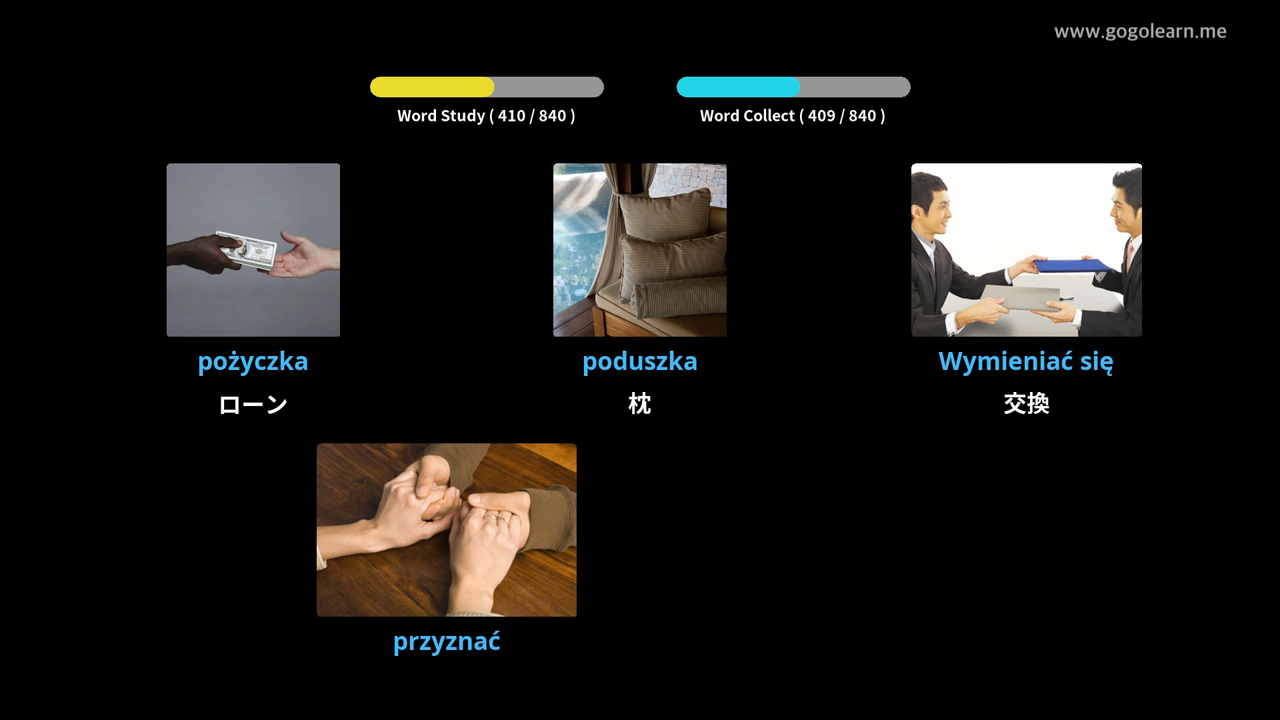 www.gogolearn.me
Word Study ( 410 / 840 )
Word Collect ( 409 / 840 )
pożyczka
ローン
poduszka
枕
Wymieniać się
交換
przyznać